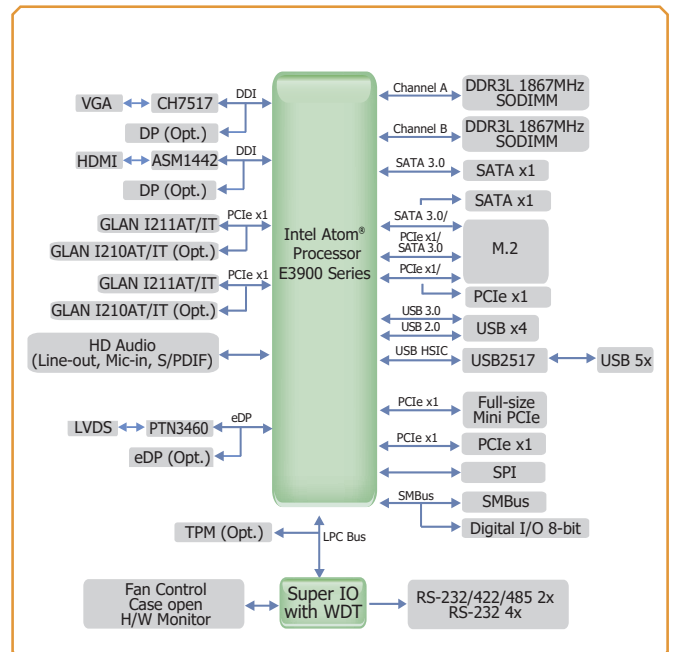 VGA
CH7517
DDI
DP (Opt.)
HDMI
ASM1442
DDI
DP (Opt.)
GLAN I211AT/IT
PCIe x1
GLAN I210AT/IT (Opt.)
GLAN I211AT/IT
PCIe x1
GLAN I210AT/IT (Opt.)
HD Audio
(Line-out, Mic-in, S/PDIF)
LVDS
PTN3460
eDP
eDP (Opt.)
Intel Atom®
Processor
E3900 Series
Channel A
DDR3L 1867MHz
SODIMM
Channel B
DDR3L 1867MHz
SODIMM
SATA 3.0
SATA x1
SATA x1
SATA 3.0/
PCIe x1/
SATA 3.0
PCIe x1/
M.2
PCIe x1
USB 3.0
USB 2.0
USB x4
USB HSIC
USB2517
USB 5x
PCIe x1
Full-size
Mini PCIe
PCIe x1
PCIe x1
SPI
SMBus
SMBus
Digital I/O 8-bit
TPM (Opt.)
LPC Bus
Fan Control
Case open
H/W Monitor
Super IO
with WDT
RS-232/422/485 2x
RS-232 4x